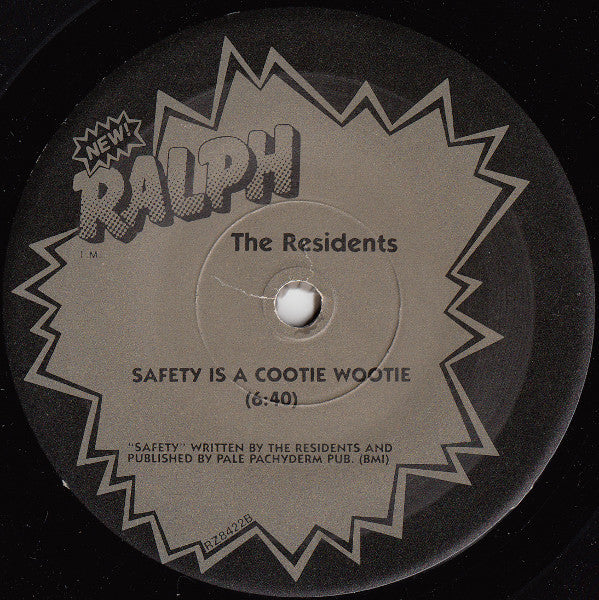 NEW!
RALPH
T.M.
The Residents
SAFETY IS A COOTIE WOOTIE
(6:40)
"SAFETY" WRITTEN BY THE RESIDENTS AND
PUBLISHED BY PALE PACHYDERM PUB. (BMI)
RZ8422B